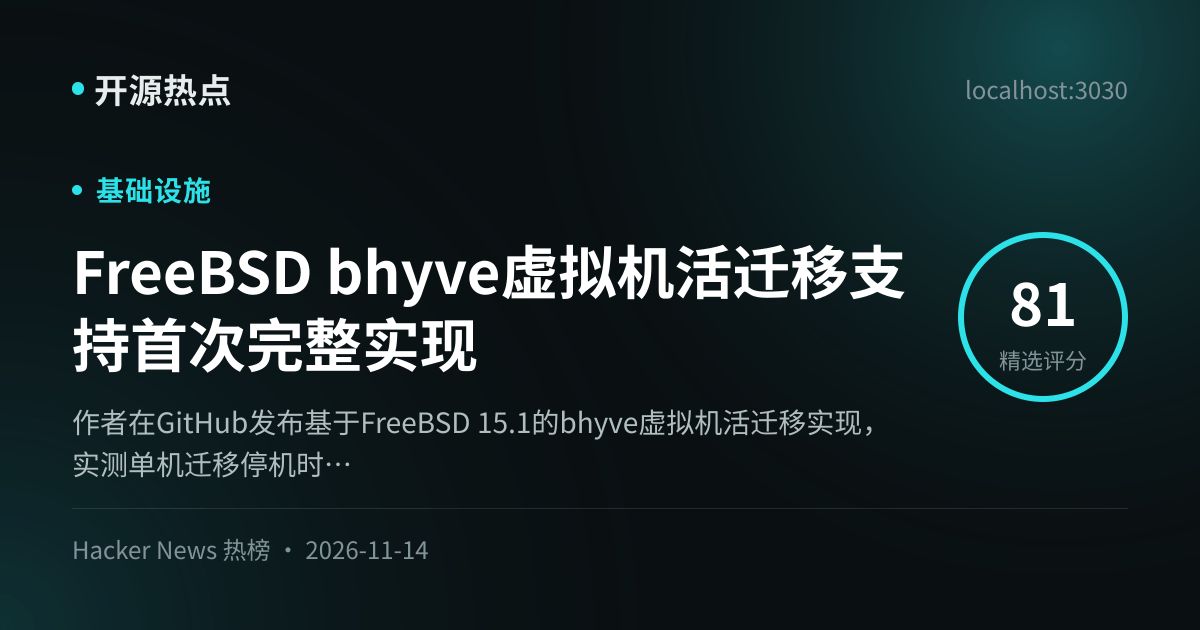 开源热点
localhost:3030
基础设施
FreeBSD bhyve虚拟机活迁移支
持首次完整实现
81
精选评分
作者在GitHub发布基于FreeBSD 15.1的bhyve虚拟机活迁移实现，
实测单机迁移停机时…
Hacker News 热榜 · 2026-11-14